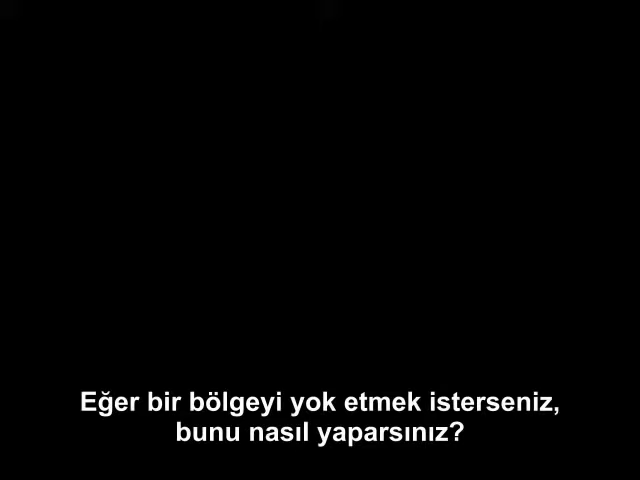 Eğer bir bölgeyi yok etmek isterseniz,
bunu nasıl yaparsınız?